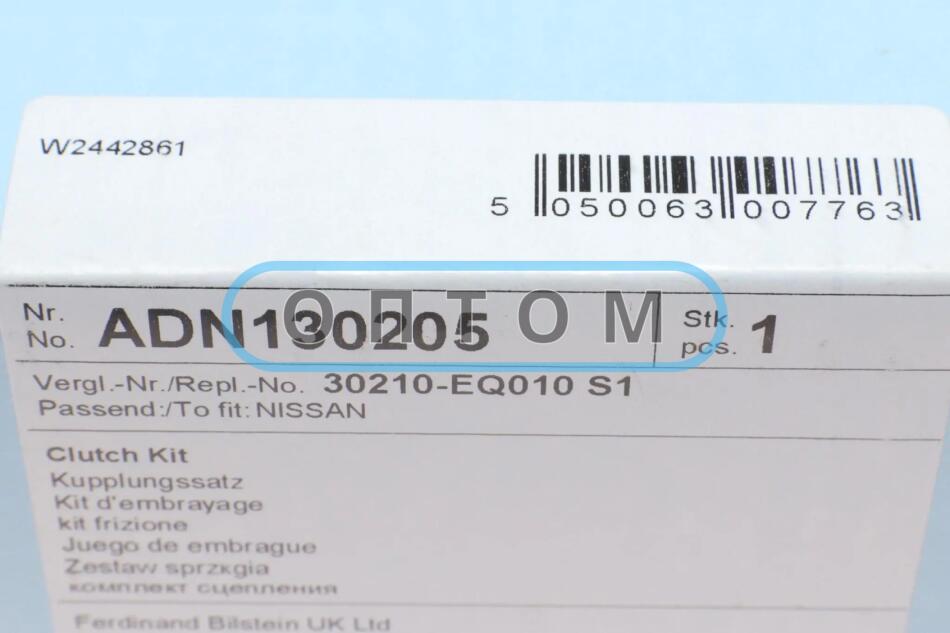 W2442861
5 050063 007763
Nr.
No. ADN130205
Stk.
pcs. 1
ОПТОМ
Vergl.-Nr./Repl.-No. 30210-EQ010 S1
Passend:/To fit: NISSAN
Clutch Kit
Kupplungssatz
Kit d'embrayage
kit frizione
Juego de embrague
Zestaw sprzxgia
комплект сцепления
Ferdinand Bilstein UK Ltd